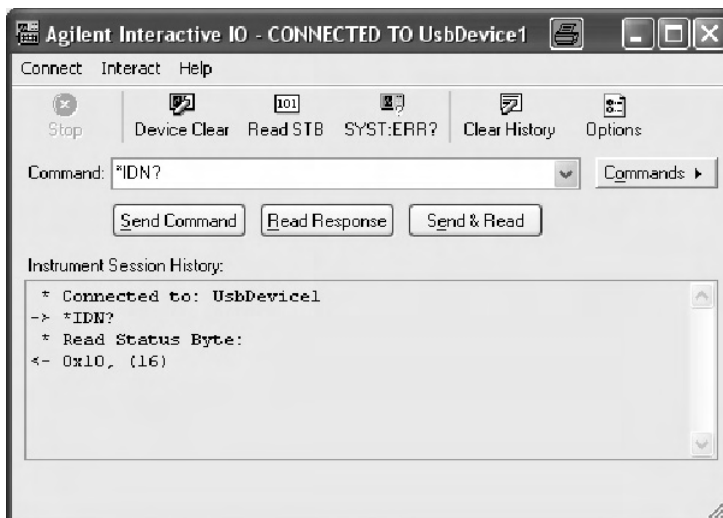 Agilent Interactive IO - CONNECTED TO UsbDevice1
Connect Interact Help
Stop Device Clear Read STB SYST:ERR? Clear History Options
Command: *IDN? Commands
Send Command Read Response Send & Read
Instrument Session History:
* Connected to: UsbDevice1
-> *IDN?
* Read Status Byte:
<- 0x10, (16)